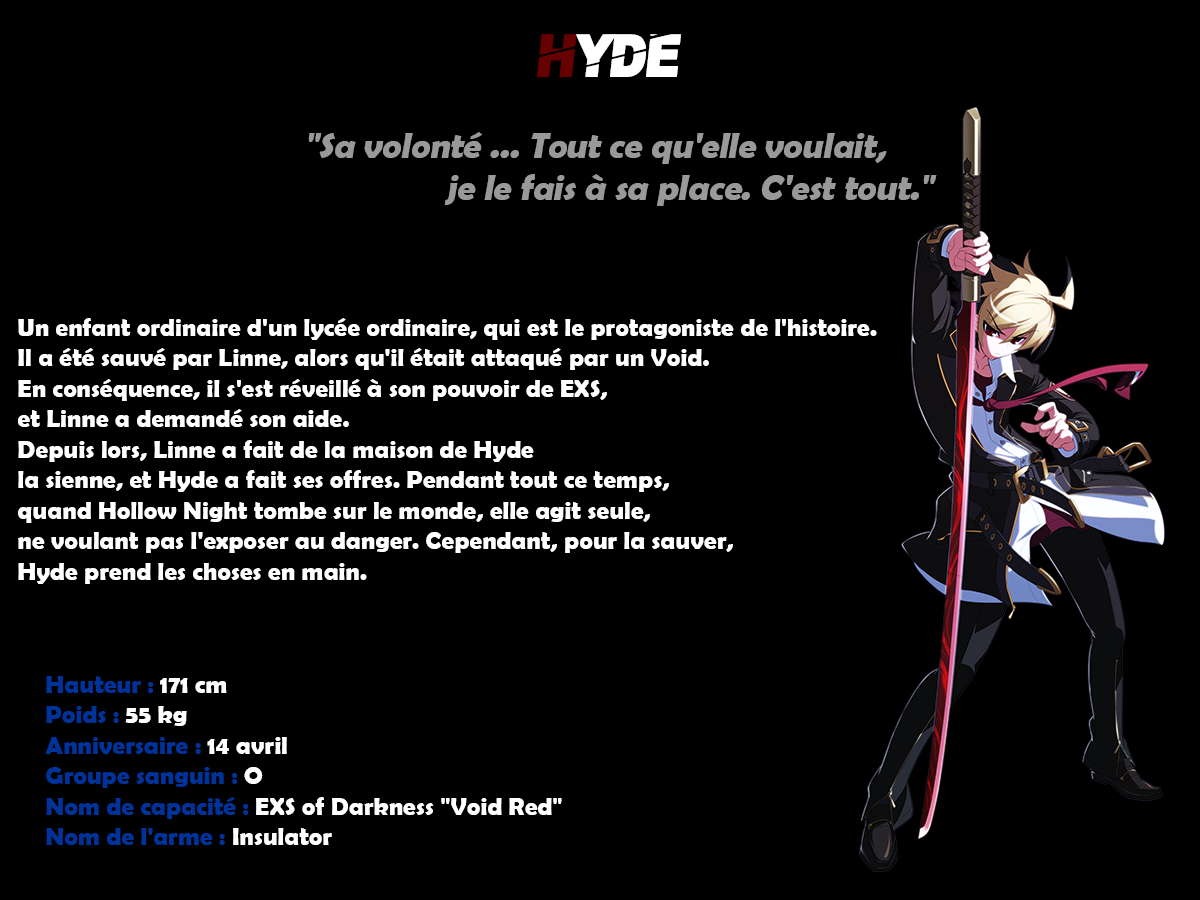 HYDE
"Sa volonté ... Tout ce qu'elle voulait,
je le fais à sa place. C'est tout."
Un enfant ordinaire d'un lycée ordinaire, qui est le protagoniste de l'histoire.
Il a été sauvé par Linne, alors qu'il était attaqué par un Void.
En conséquence, il s'est réveillé à son pouvoir de EXS,
et Linne a demandé son aide.
Depuis lors, Linne a fait de la maison de Hyde
la sienne, et Hyde a fait ses offres. Pendant tout ce temps,
quand Hollow Night tombe sur le monde, elle agit seule,
ne voulant pas l'exposer au danger. Cependant, pour la sauver,
Hyde prend les choses en main.
Hauteur : 171 cm
Poids : 55 kg
Anniversaire : 14 avril
Groupe sanguin : O
Nom de capacité : EXS of Darkness "Void Red"
Nom de l'arme : Insulator